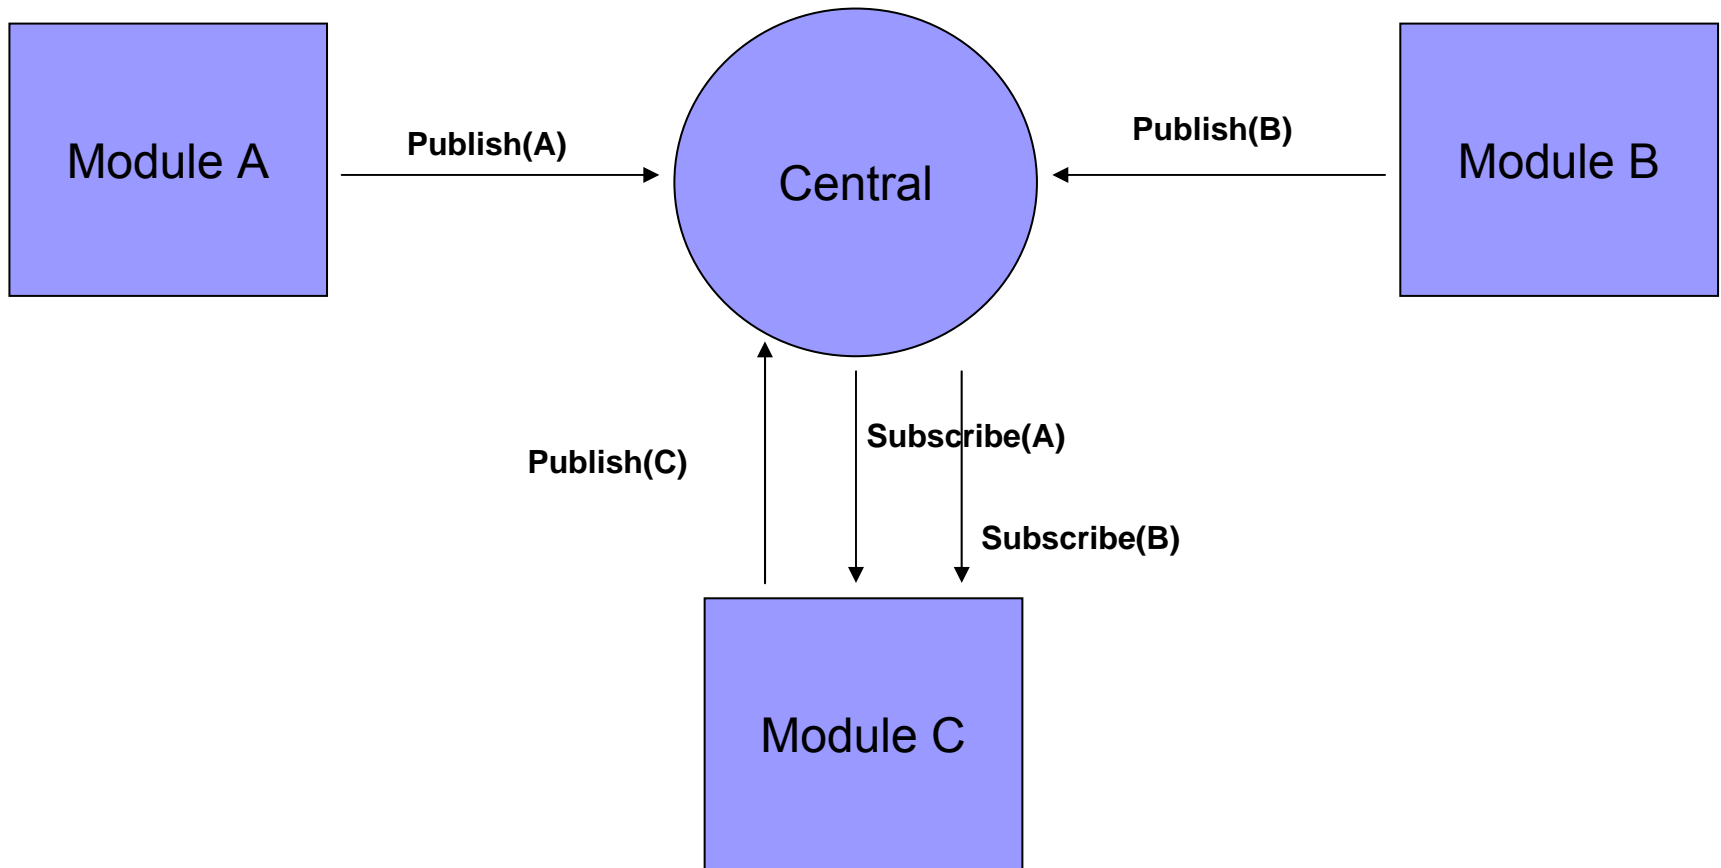 Module A
Publish(A)
Central
Publish(B)
Module B
Publish(C)
Subscribe(A)
Subscribe(B)
Module C